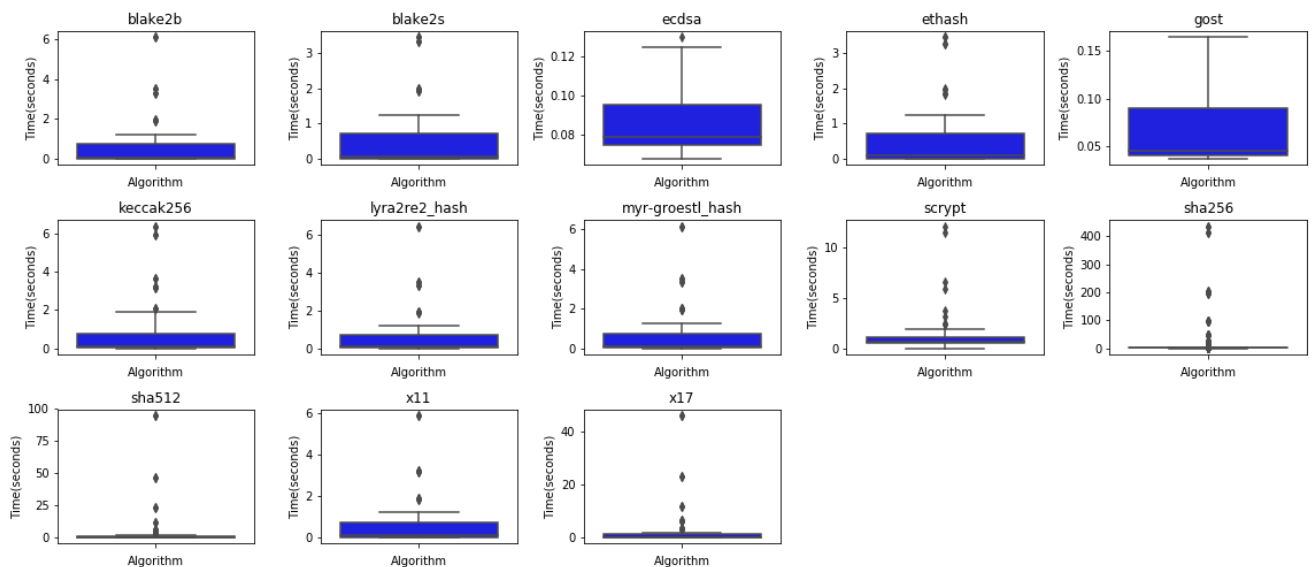 blake2b
blake2s
ecdsa
ethash
gost
Time(seconds)
6
4
2
0
Algorithm
Time(seconds)
3
2
1
0
Algorithm
Time(seconds)
0.12
0.10
0.08
Algorithm
Time(seconds)
3
2
1
0
Algorithm
Time(seconds)
0.15
0.10
0.05
Algorithm
keccak256
lyra2re2_hash
myr-groestl_hash
scrypt
sha256
Time(seconds)
6
4
2
0
Algorithm
Time(seconds)
6
4
2
0
Algorithm
Time(seconds)
6
4
2
0
Algorithm
Time(seconds)
10
5
0
Algorithm
Time(seconds)
400
300
200
100
0
Algorithm
sha512
x11
x17
Time(seconds)
100
75
50
25
0
Algorithm
Time(seconds)
6
4
2
0
Algorithm
Time(seconds)
40
20
0
Algorithm